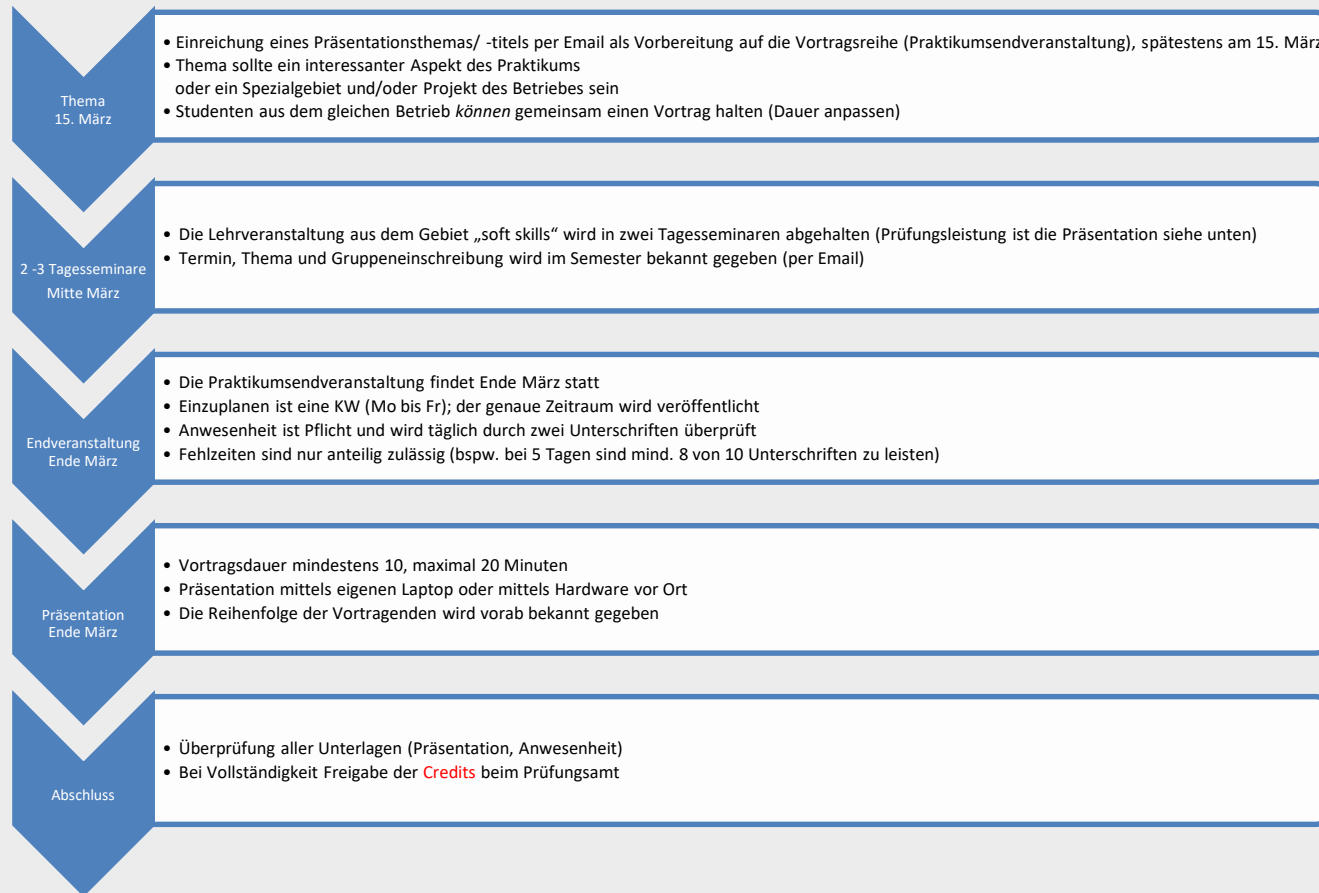 Thema
15. März
• Einreichung eines Präsentationsthemas/ -titels per Email als Vorbereitung auf die Vortragsreihe (Praktikumsendveranstaltung), spätestens am 15. März
• Thema sollte ein interessanter Aspekt des Praktikums
oder ein Spezialgebiet und/oder Projekt des Betriebes sein
• Studenten aus dem gleichen Betrieb können gemeinsam einen Vortrag halten (Dauer anpassen)
2 -3 Tagesseminare
Mitte März
• Die Lehrveranstaltung aus dem Gebiet „soft skills“ wird in zwei Tagesseminaren abgehalten (Prüfungsleistung ist die Präsentation siehe unten)
• Termin, Thema und Gruppeneinschreibung wird im Semester bekannt gegeben (per Email)
Endveranstaltung
Ende März
• Die Praktikumsendveranstaltung findet Ende März statt
• Einzuplanen ist eine KW (Mo bis Fr); der genaue Zeitraum wird veröffentlicht
• Anwesenheit ist Pflicht und wird täglich durch zwei Unterschriften überprüft
• Fehlzeiten sind nur anteilig zulässig (bspw. bei 5 Tagen sind mind. 8 von 10 Unterschriften zu leisten)
Präsentation
Ende März
• Vortragsdauer mindestens 10, maximal 20 Minuten
• Präsentation mittels eigenen Laptop oder mittels Hardware vor Ort
• Die Reihenfolge der Vortragenden wird vorab bekannt gegeben
Abschluss
• Überprüfung aller Unterlagen (Präsentation, Anwesenheit)
• Bei Vollständigkeit Freigabe der Credits beim Prüfungsamt